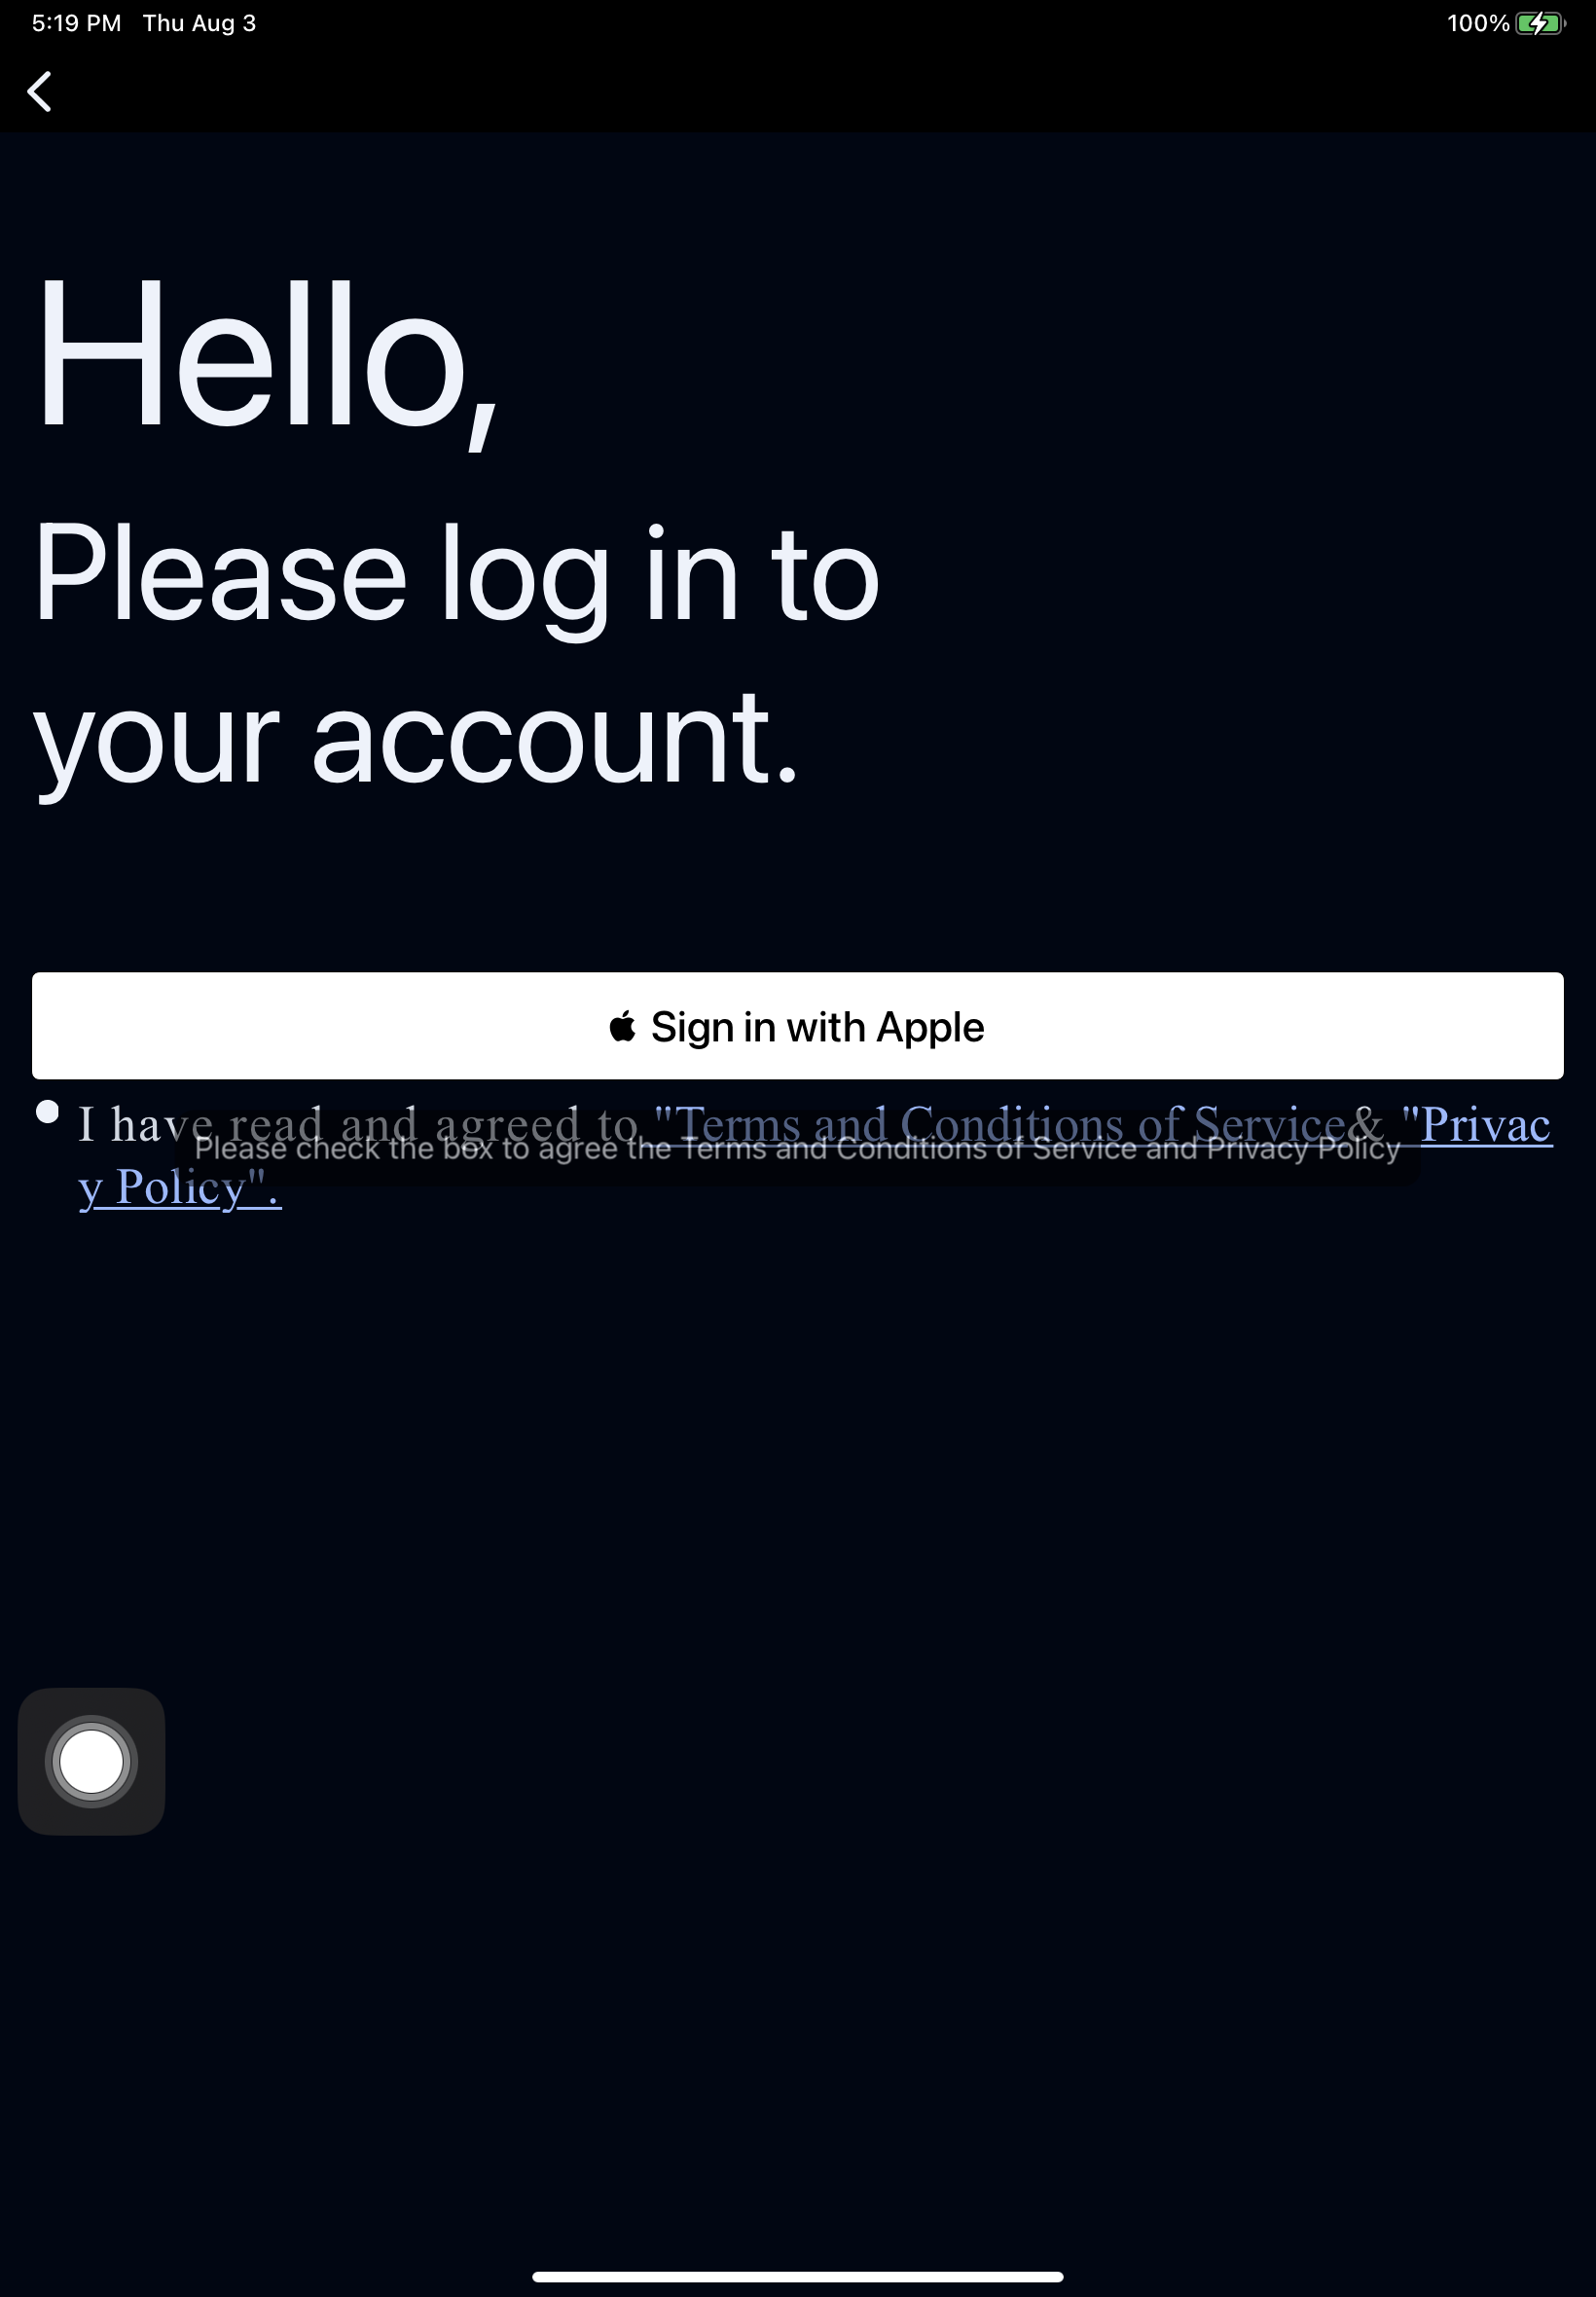 5:19 PM Thu Aug 3
100%
Hello,
Please log in to
your account.
Sign in with Apple
I have read and agreed to "Terms and Conditions of Service& "Privac
Please check the box to agree the Terms and Conditions of Service and Privacy Policy
y Policy".